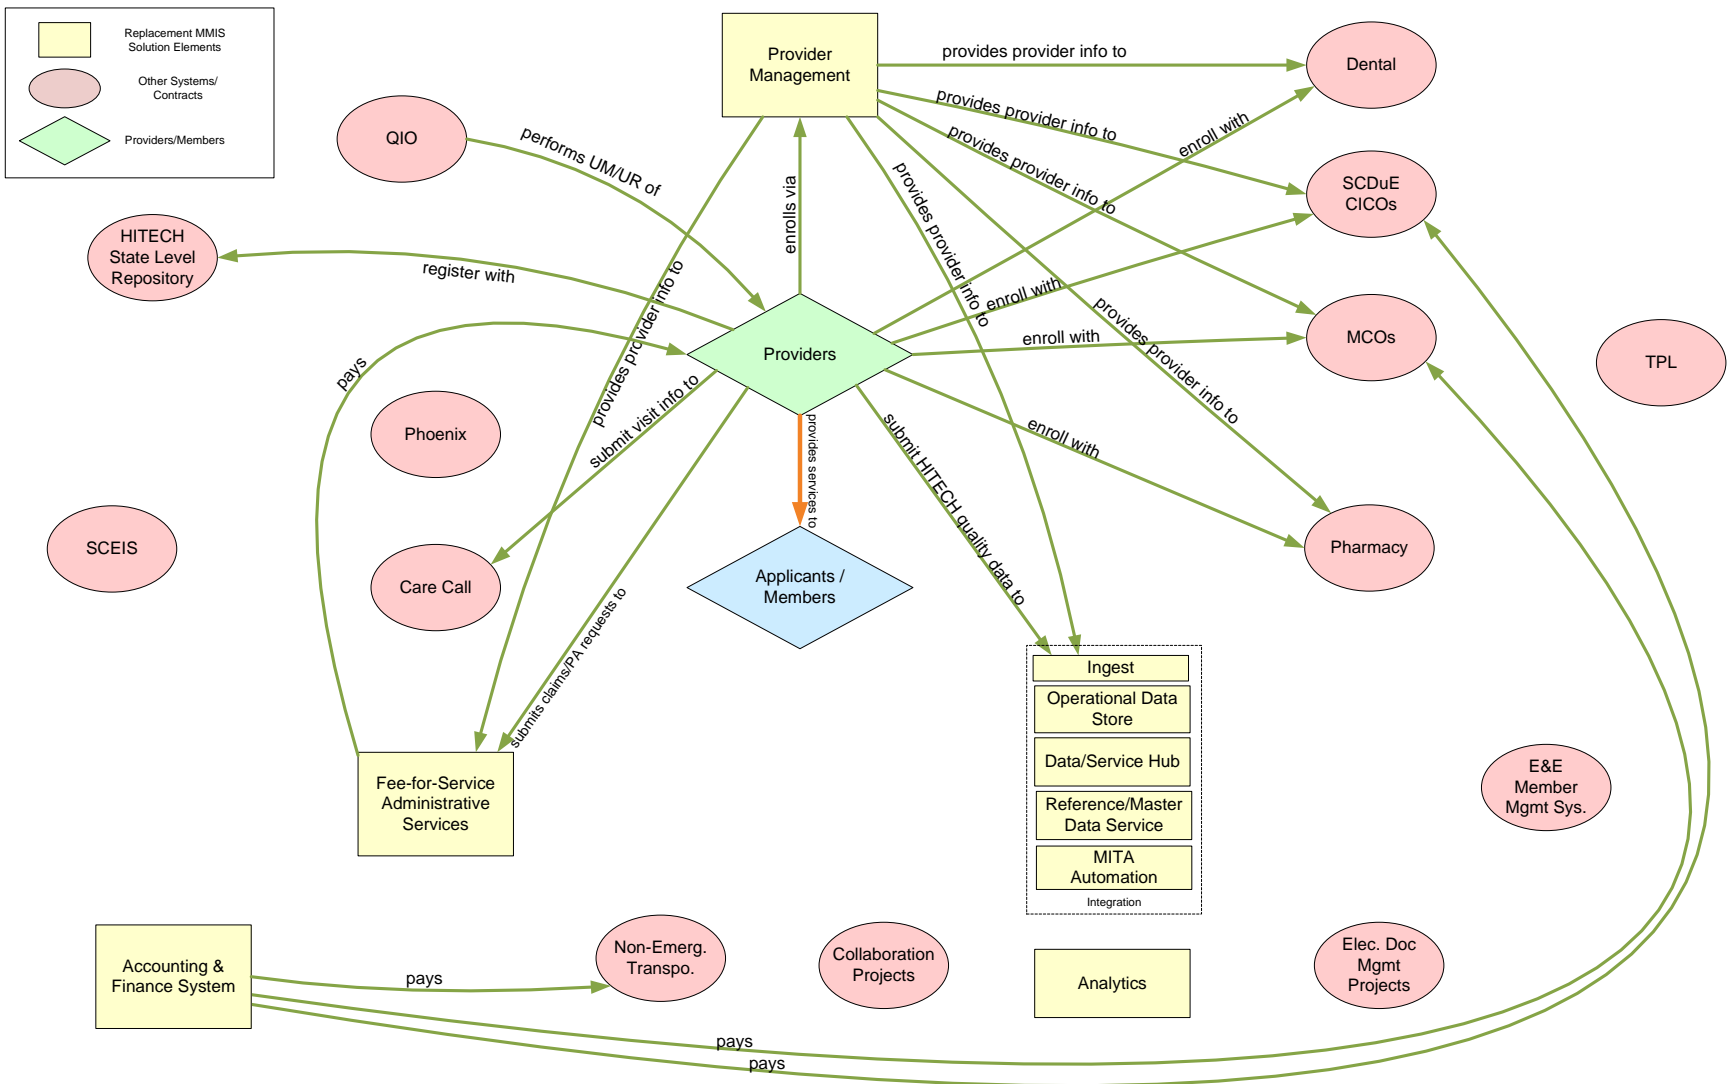 Replacement MMIS
Solution Elements
Other Systems/
Contracts
Providers/Members
Provider
Management
provides provider info to
Dental
QIO
performs UM/UR of
provides provider info to
provides provider info to
enroll with
SCDuE
CICOs
enrolls via
provides provider info to
HITECH
State Level
Repository
register with
provides provider info to
enroll with
provides provider info to
enroll with
MCOs
TPL
Providers
pays
submit visit info to
provides services to
submit HITECH quality data to
enroll with
Phoenix
SCEIS
Care Call
Pharmacy
Applicants /
Members
submits claims/PA requests to
Ingest
Operational Data
Store
Data/Service Hub
Reference/Master
Data Service
MITA
Automation
Integration
Fee-for-Service
Administrative
Services
E&E
Member
Mgmt Sys.
Accounting &
Finance System
pays
Non-Emerg.
Transpo.
Collaboration
Projects
Analytics
Elec. Doc
Mgmt
Projects
pays
pays